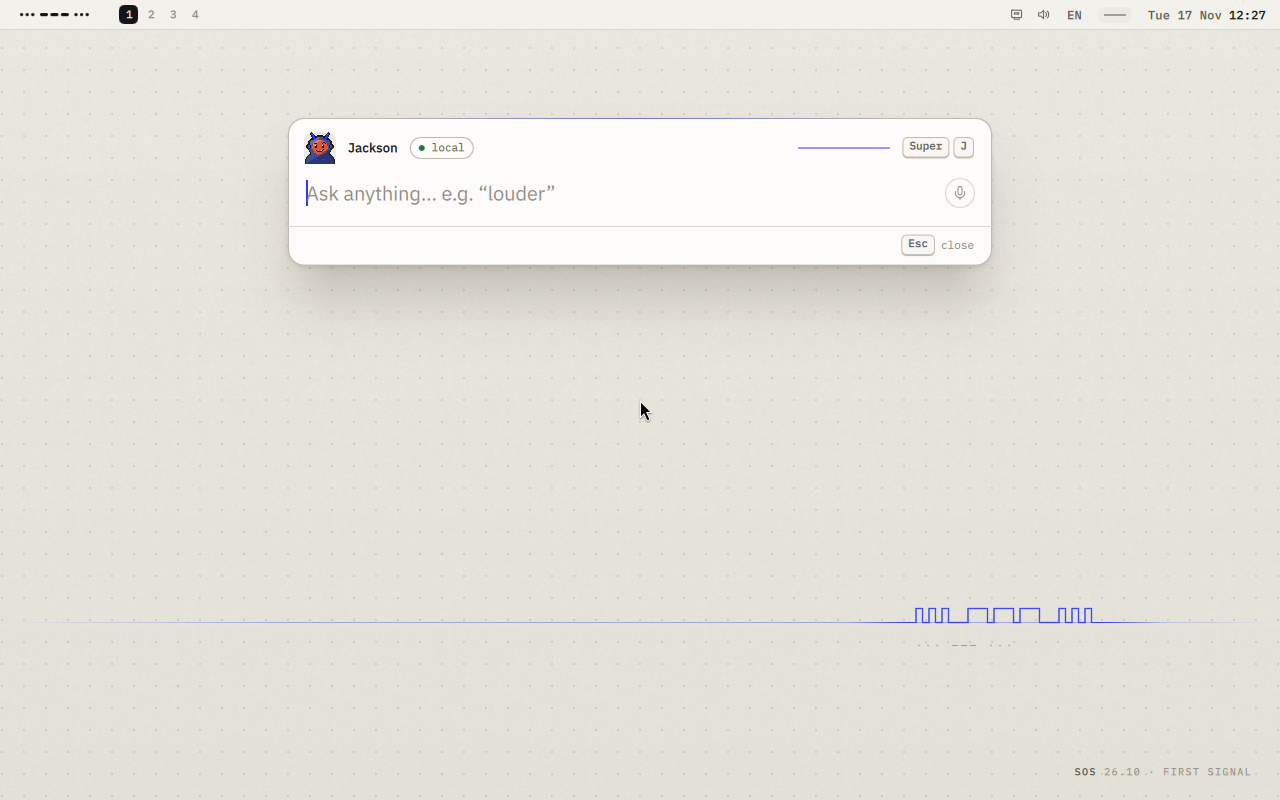 1 2 3 4
EN
Tue 17 Nov 12:27
Jackson
local
Super J
Ask anything… e.g. “louder”
Esc close
... ——— ...
SOS 26.10 · FIRST SIGNAL